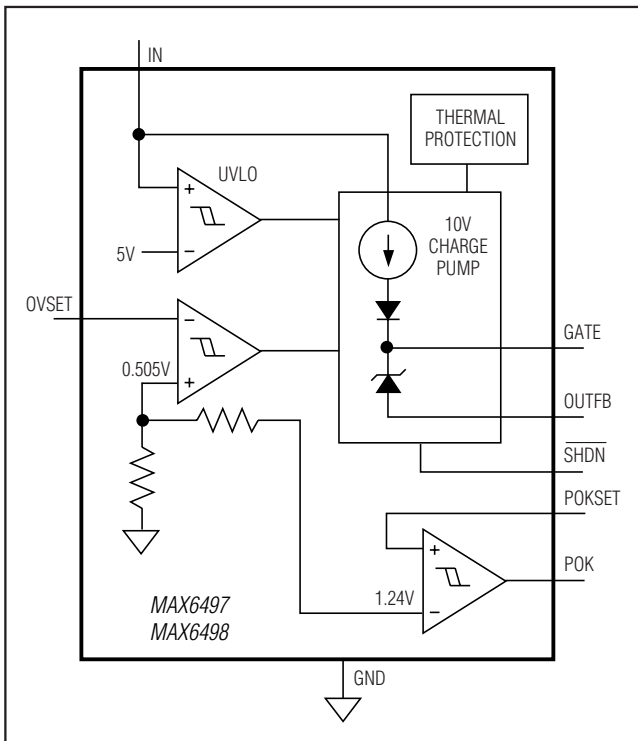 IN
THERMAL
PROTECTION
UVLO
+
5V
−
10V
CHARGE
PUMP
OVSET
−
GATE
0.505V
+
OUTFB
SHDN
POKSET
+
POK
1.24V
−
MAX6497
MAX6498
GND